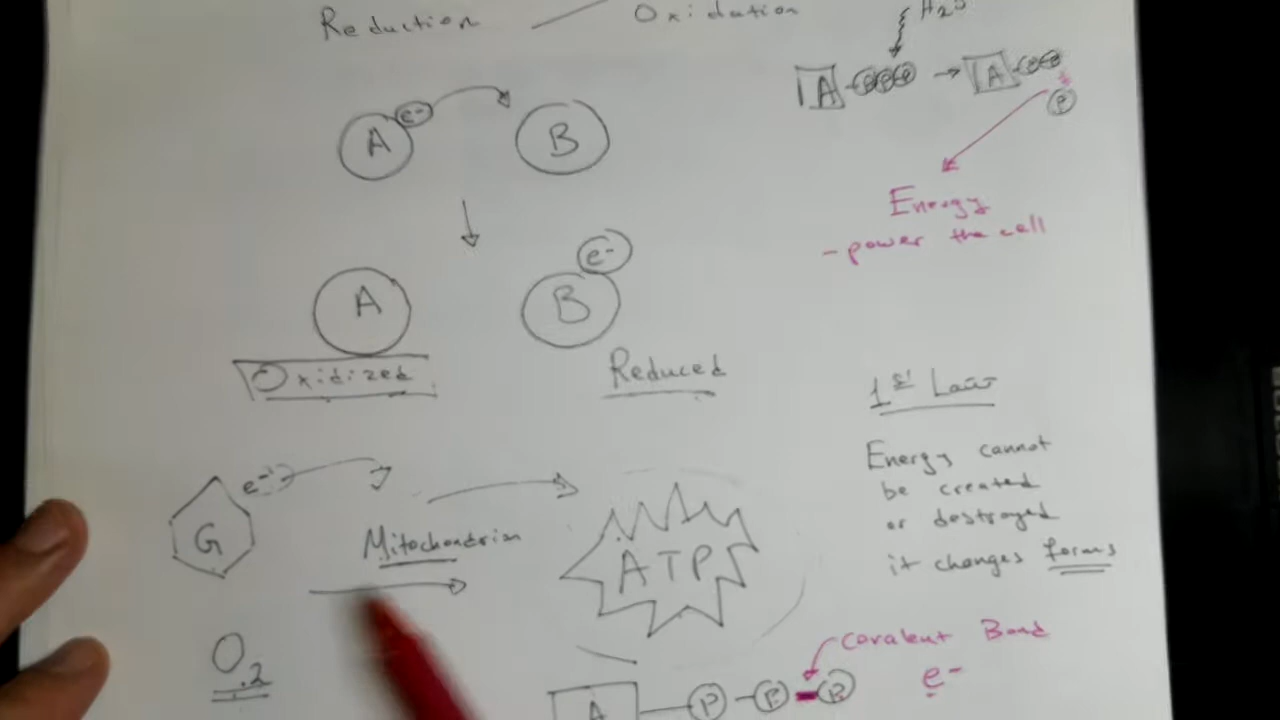 Reduction Oxidation
H2O
A e- B
A P P P → A P P
P
Energy
- power the cell
A e- B
Oxidized Reduced
1st Law
Energy cannot
be created
or destroyed
it changes forms
G e-
Mitochondrion
ATP
O2
Covalent Bond
e-
A P P P